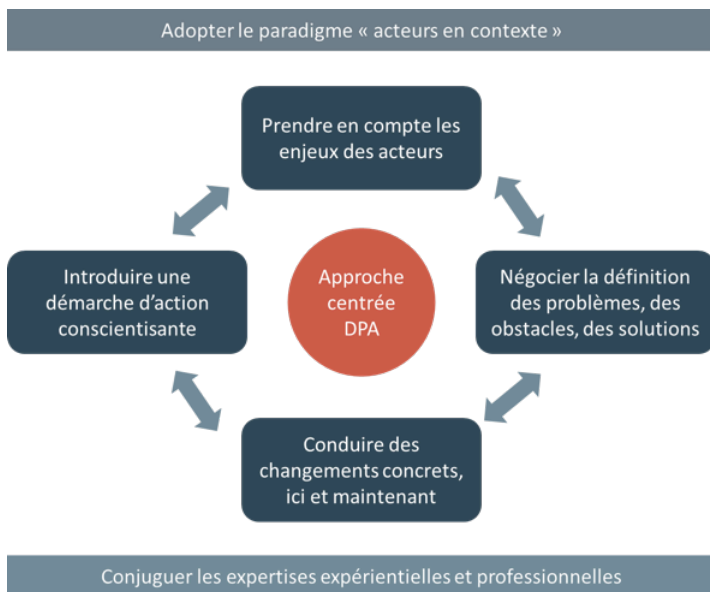 Adopter le paradigme « acteurs en contexte »
Prendre en compte les
enjeux des acteurs
Introduire une
démarche d'action
conscientisante
Approche
centrée
DPA
Négocier la définition
des problèmes, des
obstacles, des solutions
Conduire des
changements concrets,
ici et maintenant
Conjuguer les expertises expérientielles et professionnelles